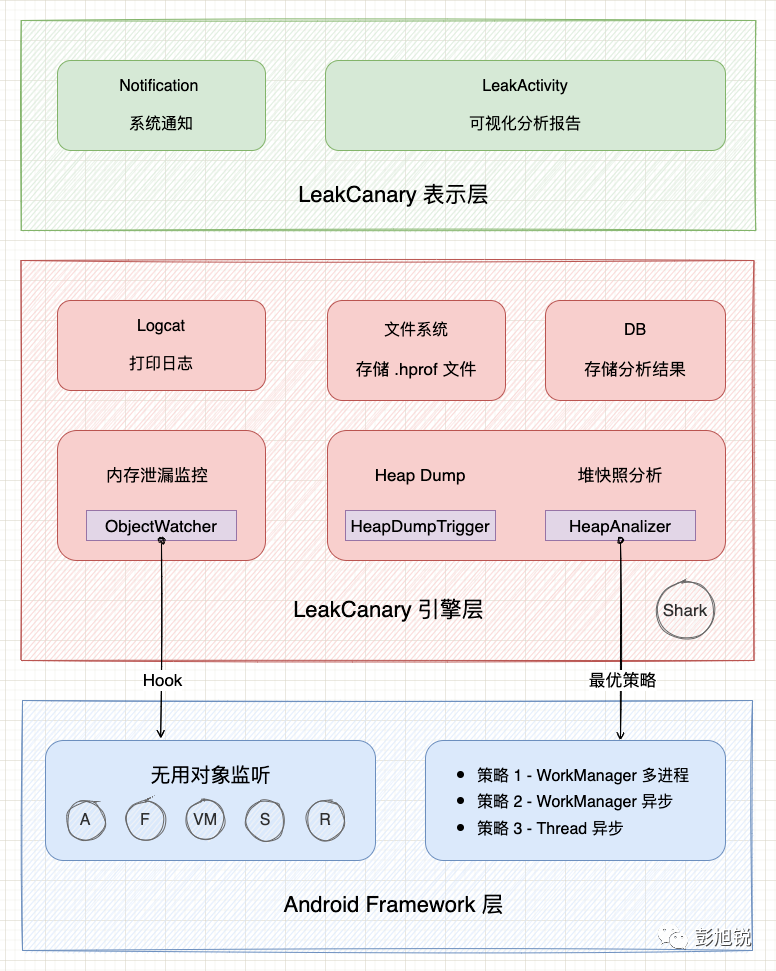 Notification
系统通知
LeakActivity
可视化分析报告
LeakCanary 表示层
Logcat
打印日志
文件系统
存储 .hprof 文件
DB
存储分析结果
内存泄漏监控
ObjectWatcher
Heap Dump
HeapDumpTrigger
堆快照分析
HeapAnalizer
LeakCanary 引擎层
Shark
Hook
最优策略
无用对象监听
A
F
VM
S
R
策略 1 - WorkManager 多进程
策略 2 - WorkManager 异步
策略 3 - Thread 异步
Android Framework 层
彭旭锐